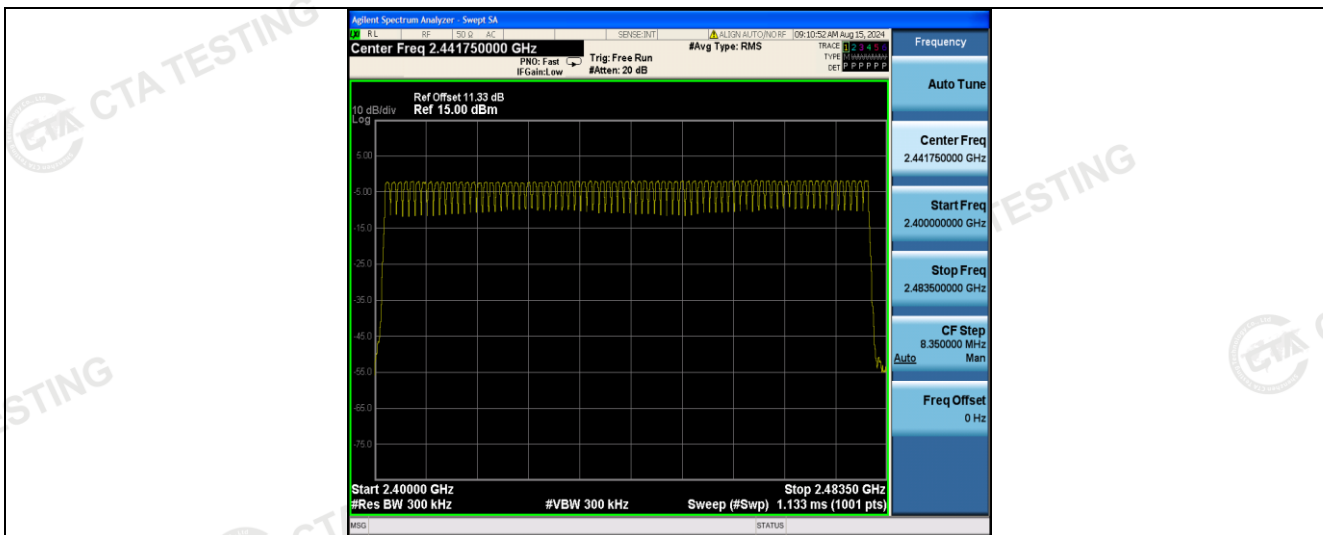 Agilent Spectrum Analyzer - Swept SA
RL RF 50 Ω AC SENSE:INT ALIGN AUTO/NO RF 09:10:52 AM Aug 15, 2024
Center Freq 2.441750000 GHz
PNO: Fast
IFGain:Low
Trig: Free Run
#Atten: 20 dB
#Avg Type: RMS
TRACE 1 2 3 4 5 6
TYPE M WWWWW
DET P P P P P P
Ref Offset 11.33 dB
10 dB/div Ref 15.00 dBm
Log
5.00
-5.00
-15.0
-25.0
-35.0
-45.0
-55.0
-65.0
-75.0
Start 2.40000 GHz Stop 2.48350 GHz
#Res BW 300 kHz #VBW 300 kHz Sweep (#Swp) 1.133 ms (1001 pts)
MSG STATUS
Frequency
Auto Tune
Center Freq
2.441750000 GHz
Start Freq
2.400000000 GHz
Stop Freq
2.483500000 GHz
CF Step
8.350000 MHz
Auto Man
Freq Offset
0 Hz
CTA TESTING
CTA
TESTING
STING
CTA
CT